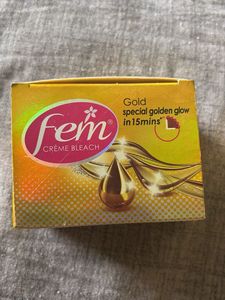 fem
CRÈME BLEACH
Gold
special golden glow
in 15mins*